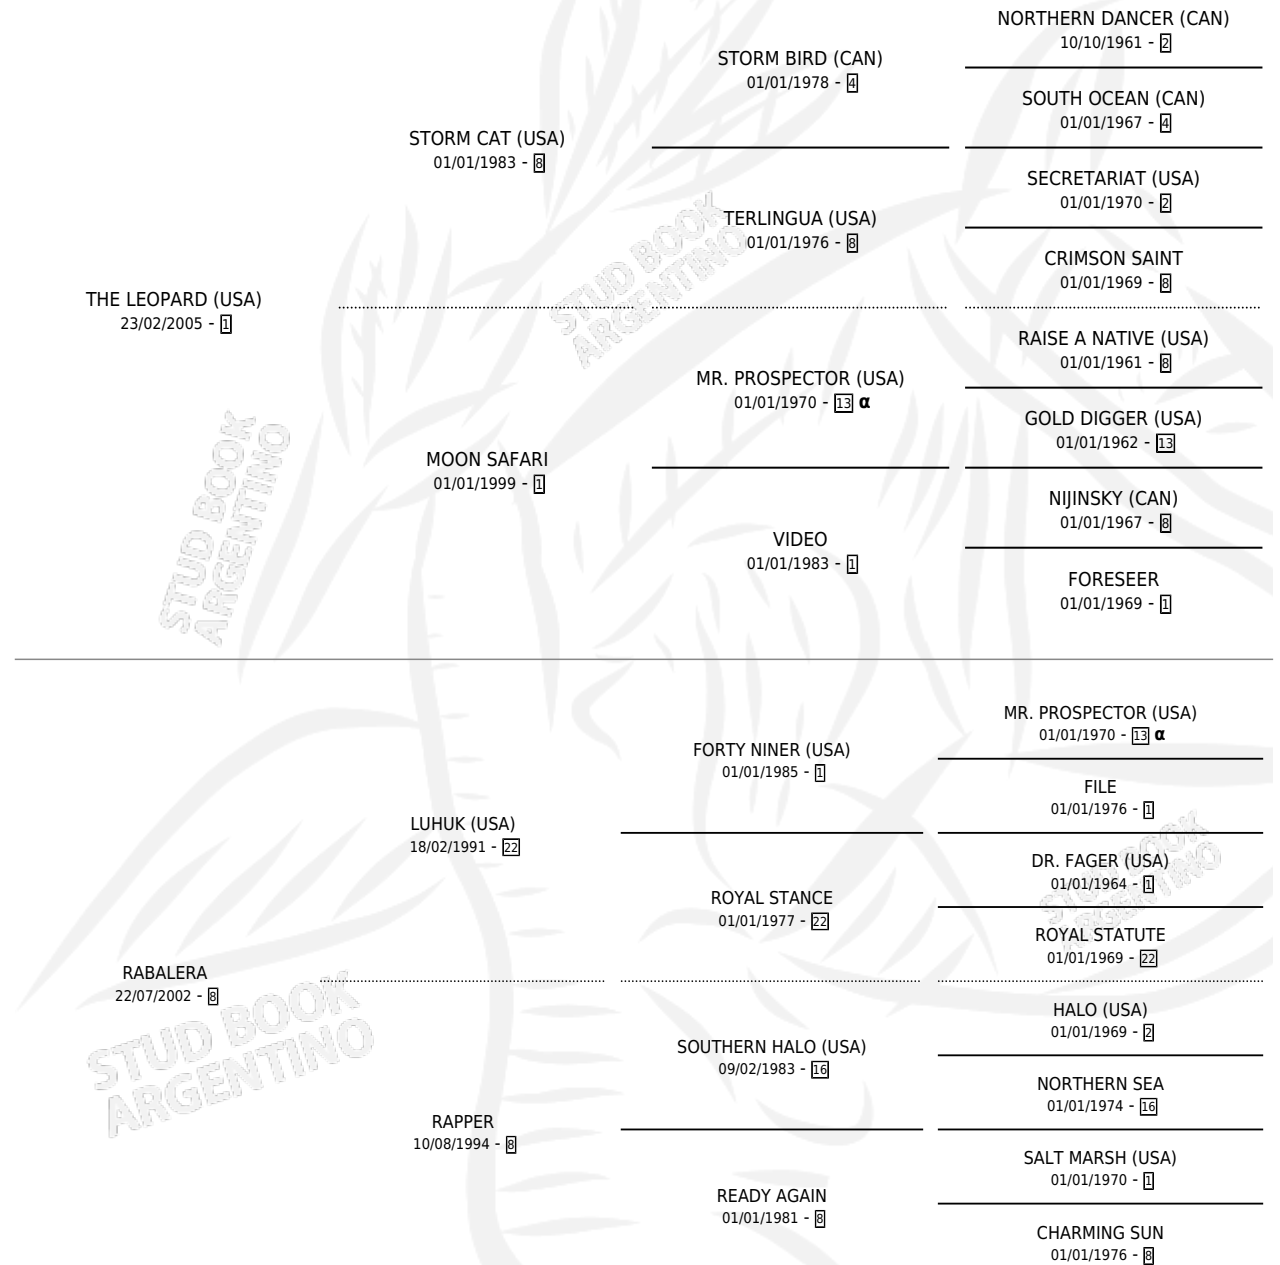 NORTHERN DANCER (CAN)
10/10/1961 - 2
STORM BIRD (CAN)
01/01/1978 - 4
SOUTH OCEAN (CAN)
01/01/1967 - 4
STORM CAT (USA)
01/01/1983 - 8
SECRETARIAT (USA)
01/01/1970 - 2
TERLINGUA (USA)
01/01/1976 - 8
CRIMSON SAINT
01/01/1969 - 8
THE LEOPARD (USA)
23/02/2005 - 1
RAISE A NATIVE (USA)
01/01/1961 - 8
MR. PROSPECTOR (USA)
01/01/1970 - 13 α
GOLD DIGGER (USA)
01/01/1962 - 13
MOON SAFARI
01/01/1999 - 1
NIJINSKY (CAN)
01/01/1967 - 8
VIDEO
01/01/1983 - 1
FORESEER
01/01/1969 - 1
MR. PROSPECTOR (USA)
01/01/1970 - 13 α
FORTY NINER (USA)
01/01/1985 - 1
FILE
01/01/1976 - 1
LUHUK (USA)
18/02/1991 - 22
DR. FAGER (USA)
01/01/1964 - 1
ROYAL STANCE
01/01/1977 - 22
ROYAL STATUTE
01/01/1969 - 22
RABALERA
22/07/2002 - 8
HALO (USA)
01/01/1969 - 2
SOUTHERN HALO (USA)
09/02/1983 - 16
NORTHERN SEA
01/01/1974 - 16
RAPPER
10/08/1994 - 8
SALT MARSH (USA)
01/01/1970 - 1
READY AGAIN
01/01/1981 - 8
CHARMING SUN
01/01/1976 - 8
STUD BOOK
ARGENTINO
STUD BOOK
ARGENTINO
STUD BOOK
ARGENTINO
STUD BOOK
ARGENTINO